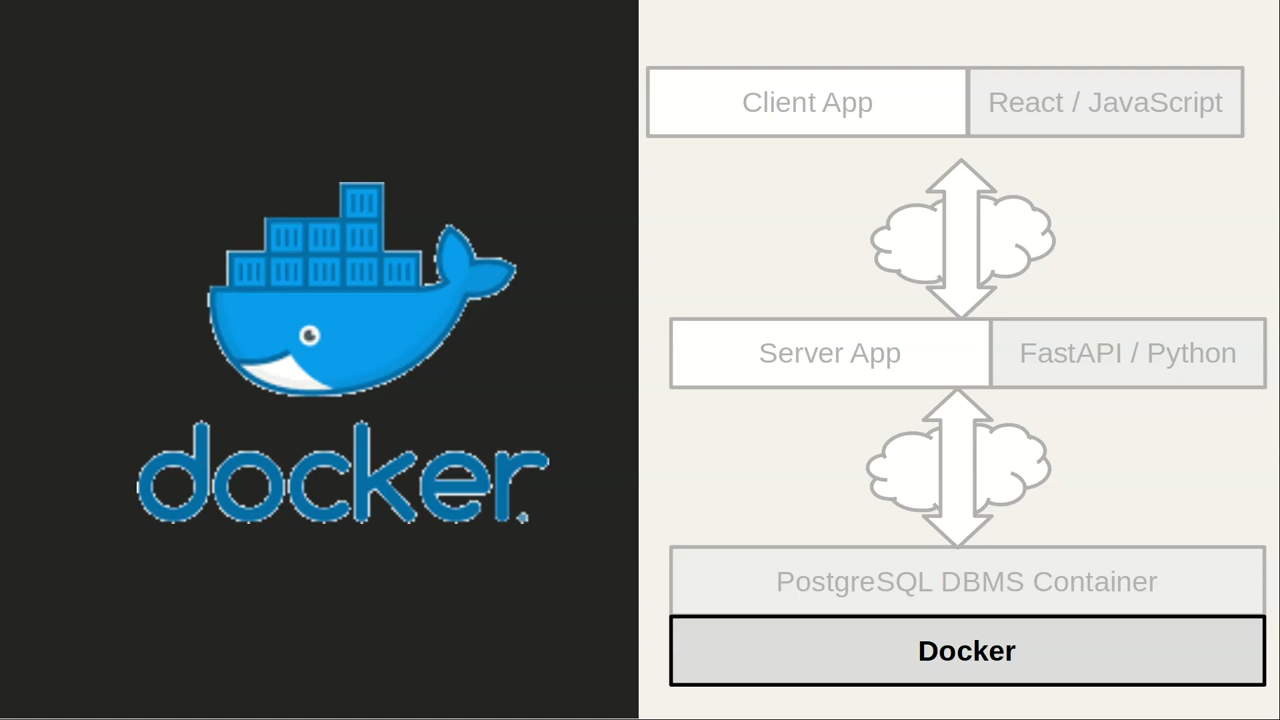 docker.
Client App
React / JavaScript
Server App
FastAPI / Python
PostgreSQL DBMS Container
Docker